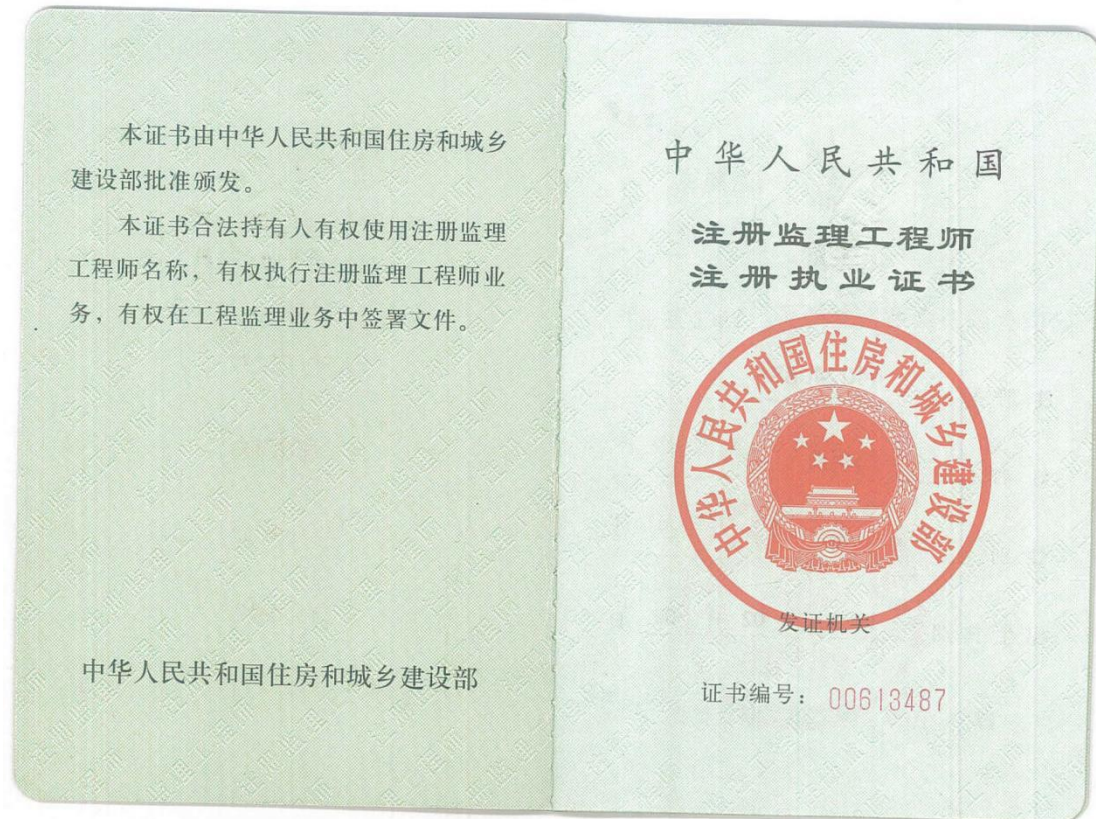 本证书由中华人民共和国住房和城乡
建设部批准颁发。
本证书合法持有人有权使用注册监理
工程师名称，有权执行注册监理工程师业
务，有权在工程监理业务中签署文件。
中华人民共和国住房和城乡建设部
中华人民共和国
注册监理工程师
注册执业证书
中华人民共和国住房和城乡建设部
发证机关
证书编号：00613487